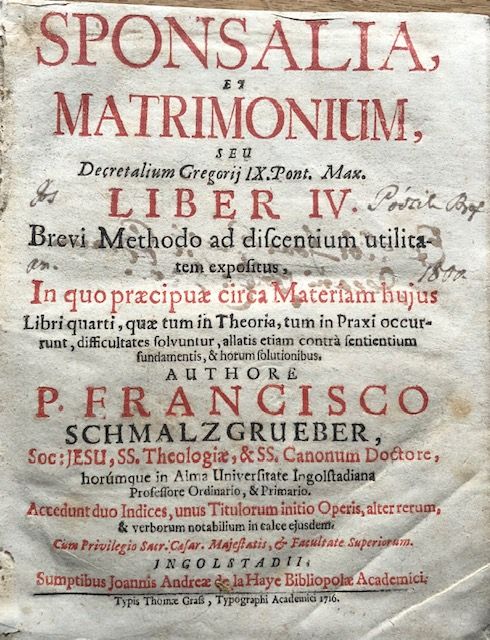 SPONSALIA,
ET
MATRIMONIUM,
SEU
Decretalium Gregorij IX. Pont. Max.
LIBER IV.
Brevi Methodo ad discentium utilita-
tem expositus,
In quo præcipuæ circa Materiam hujus
Libri quarti, quæ tum in Theoria, tum in Praxi occur-
runt, difficultates solvuntur, allatis etiam contrà sentientium
fundamentis, & horum solutionibus.
AUTHORE
P. FRANCISCO
SCHMALZGRUEBER,
Soc: JESU, SS. Theologiæ, & SS. Canonum Doctore,
horúmque in Alma Universitate Ingolstadiana
Professore Ordinario, & Primario.
Accedunt duo Indices, unus Titulorum initio Operis, alter rerum,
& verborum notabilium in calce ejusdem.
Cum Privilegio Sacr. Cæsar. Majestatis, & Facultate Superiorum.
INGOLSTADII,
Sumptibus Joannis Andreæ de la Haye Bibliopolæ Academici.
Typis Thomæ Grass, Typographi Academici 1716.